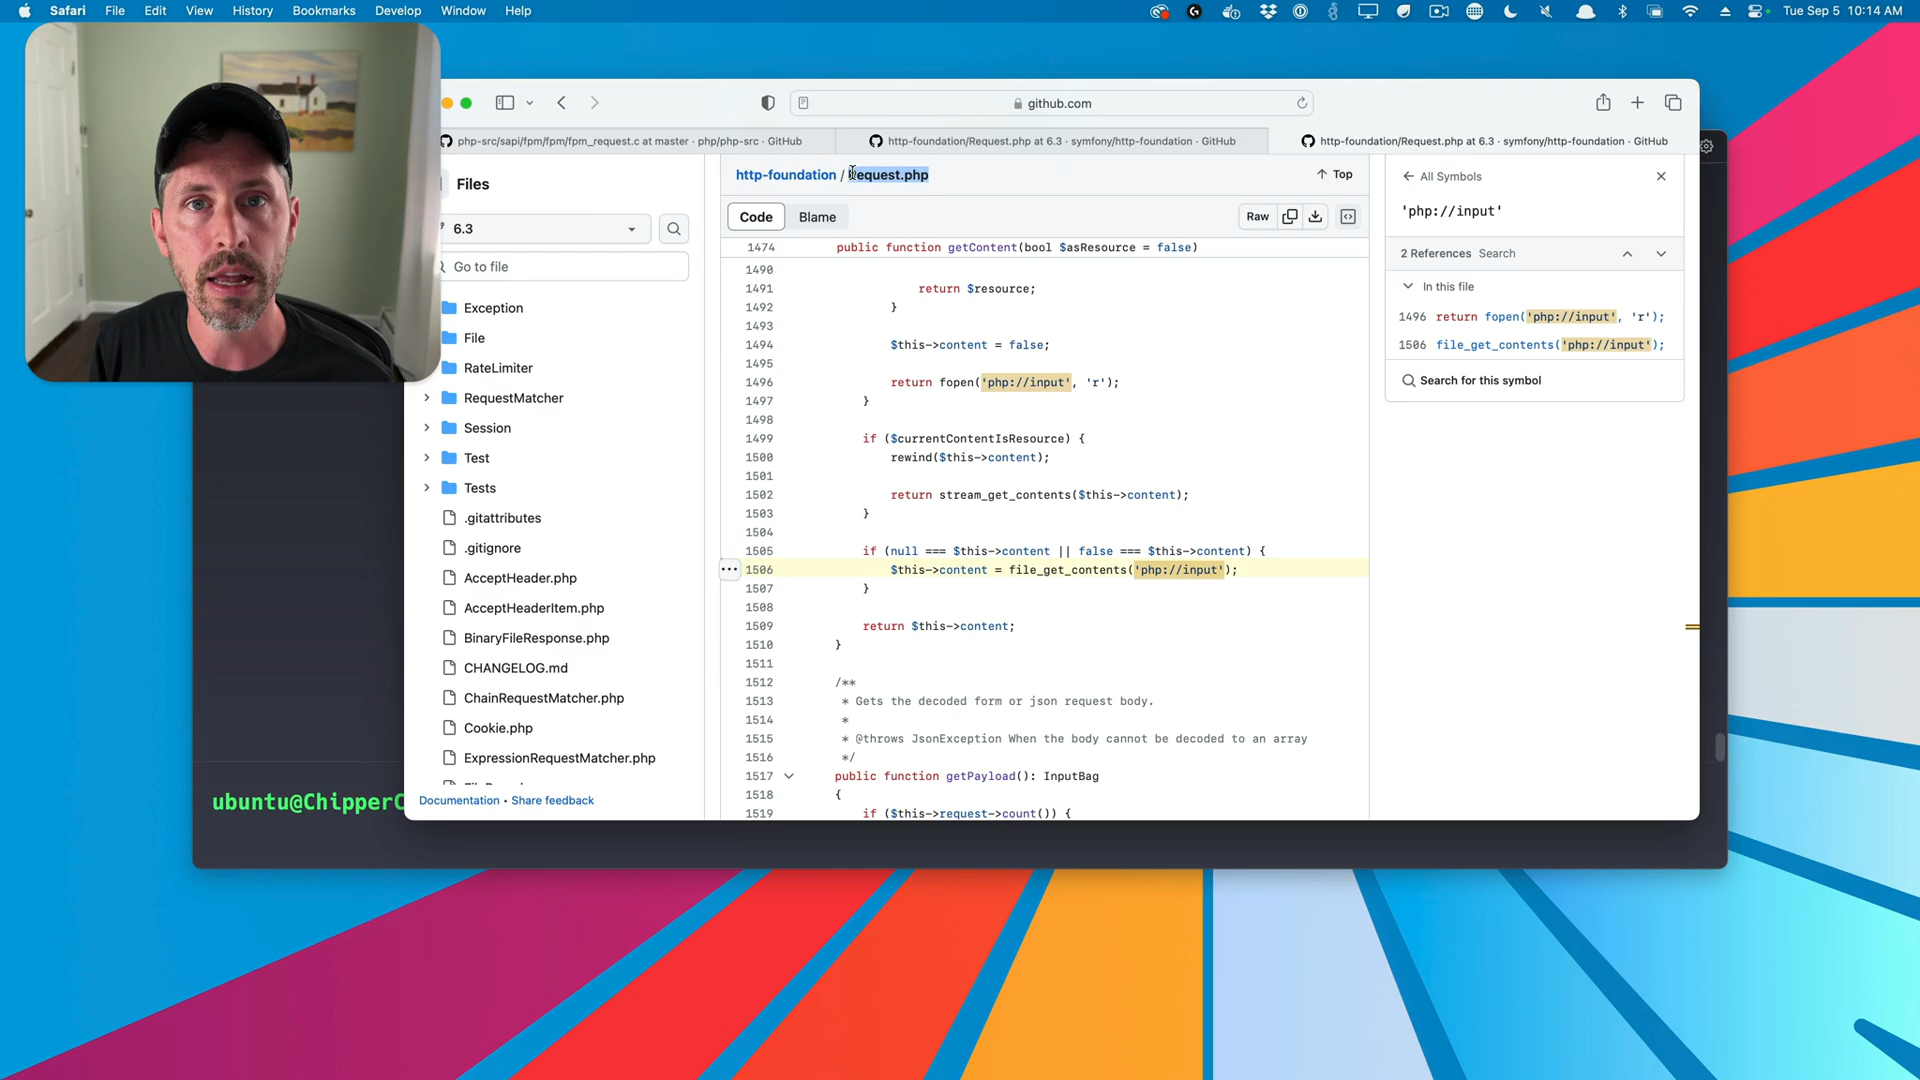 Safari File Edit View History Bookmarks Develop Window Help
Tue Sep 5 10:14 AM
github.com
php-src/sapi/fpm/fpm/fpm_request.c at master · php/php-src · GitHub
http-foundation/Request.php at 6.3 · symfony/http-foundation · GitHub
http-foundation/Request.php at 6.3 · symfony/http-foundation · GitHub
Files
6.3
Go to file
Exception
File
RateLimiter
RequestMatcher
Session
Test
Tests
.gitattributes
.gitignore
AcceptHeader.php
AcceptHeaderItem.php
BinaryFileResponse.php
CHANGELOG.md
ChainRequestMatcher.php
Cookie.php
ExpressionRequestMatcher.php
Documentation • Share feedback
http-foundation / Request.php
Top
Code Blame
Raw
1474 public function getContent(bool $asResource = false)
1490
1491 return $resource;
1492 }
1493
1494 $this->content = false;
1495
1496 return fopen('php://input', 'r');
1497 }
1498
1499 if ($currentContentIsResource) {
1500 rewind($this->content);
1501
1502 return stream_get_contents($this->content);
1503 }
1504
1505 if (null === $this->content || false === $this->content) {
1506 $this->content = file_get_contents('php://input');
1507 }
1508
1509 return $this->content;
1510 }
1511
1512 /**
1513 * Gets the decoded form or json request body.
1514 *
1515 * @throws JsonException When the body cannot be decoded to an array
1516 */
1517 public function getPayload(): InputBag
1518 {
1519 if ($this->request->count()) {
All Symbols
'php://input'
2 References Search
In this file
1496 return fopen('php://input', 'r');
1506 file_get_contents('php://input');
Search for this symbol
ubuntu@ChipperC